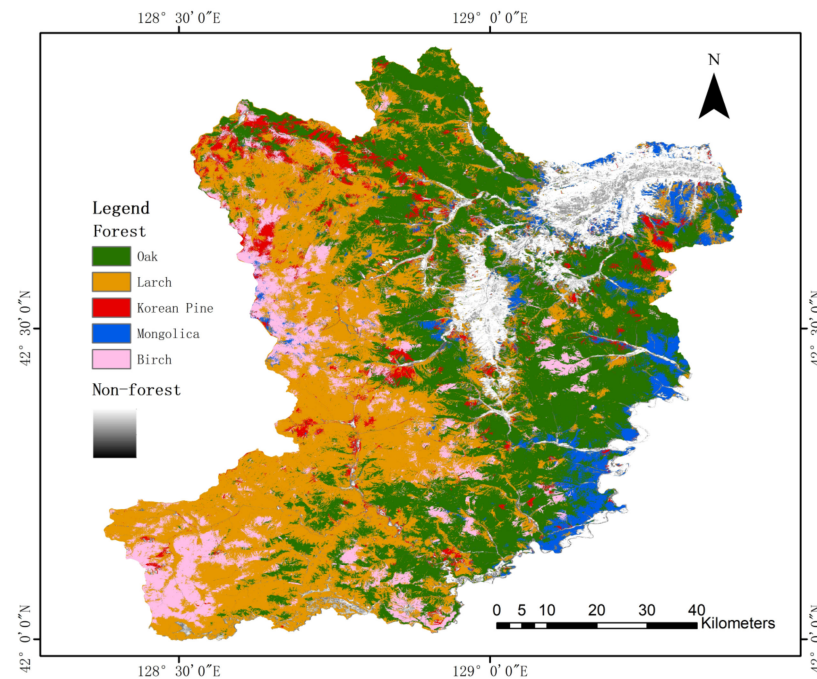 128° 30′0″E
129° 0′0″E
N
Legend
Forest
Oak
Larch
Korean Pine
Mongolica
Birch
Non-forest
42° 30′0″N
42° 30′0″N
42° 0′0″N
42° 0′0″N
0 5 10 20 30 40
Kilometers
128° 30′0″E
129° 0′0″E